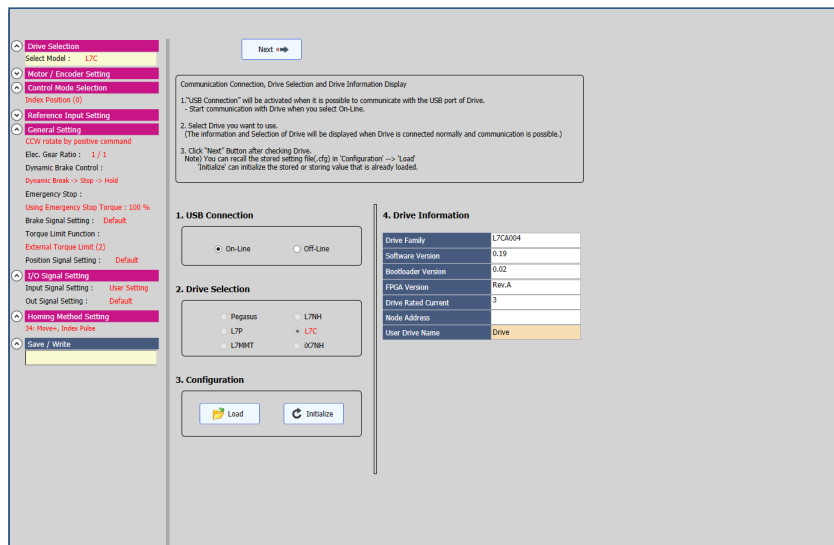 Drive Selection
Select Model : L7C
Motor / Encoder Setting
Control Mode Selection
Index Position (0)
Reference Input Setting
General Setting
CCW rotate by positive command
Elec. Gear Ratio : 1 / 1
Dynamic Brake Control :
Dynamic Break -> Stop -> Hold
Emergency Stop :
Using Emergency Stop Torque : 100 %
Brake Signal Setting : Default
Torque Limit Function :
External Torque Limit (2)
Position Signal Setting : Default
I/O Signal Setting
Input Signal Setting : User Setting
Out Signal Setting : Default
Homing Method Setting
34: Move+, Index Pulse
Save / Write
Next
Communication Connection, Drive Selection and Drive Information Display
1."USB Connection" will be activated when it is possible to communicate with the USB port of Drive.
- Start communication with Drive when you select On-Line.
2. Select Drive you want to use.
(The information and Selection of Drive will be displayed when Drive is connected normally and communication is possible.)
3. Click "Next" Button after checking Drive.
Note) You can recall the stored setting file(.cfg) in 'Configuration' --> 'Load'
'Initialize' can initialize the stored or storing value that is already loaded.
1. USB Connection
On-Line Off-Line
2. Drive Selection
Pegasus L7NH
L7P L7C
L7MMT iX7NH
3. Configuration
Load Initialize
4. Drive Information
Drive Family L7CA004
Software Version 0.19
Bootloader Version 0.02
FPGA Version Rev.A
Drive Rated Current 3
Node Address
User Drive Name Drive